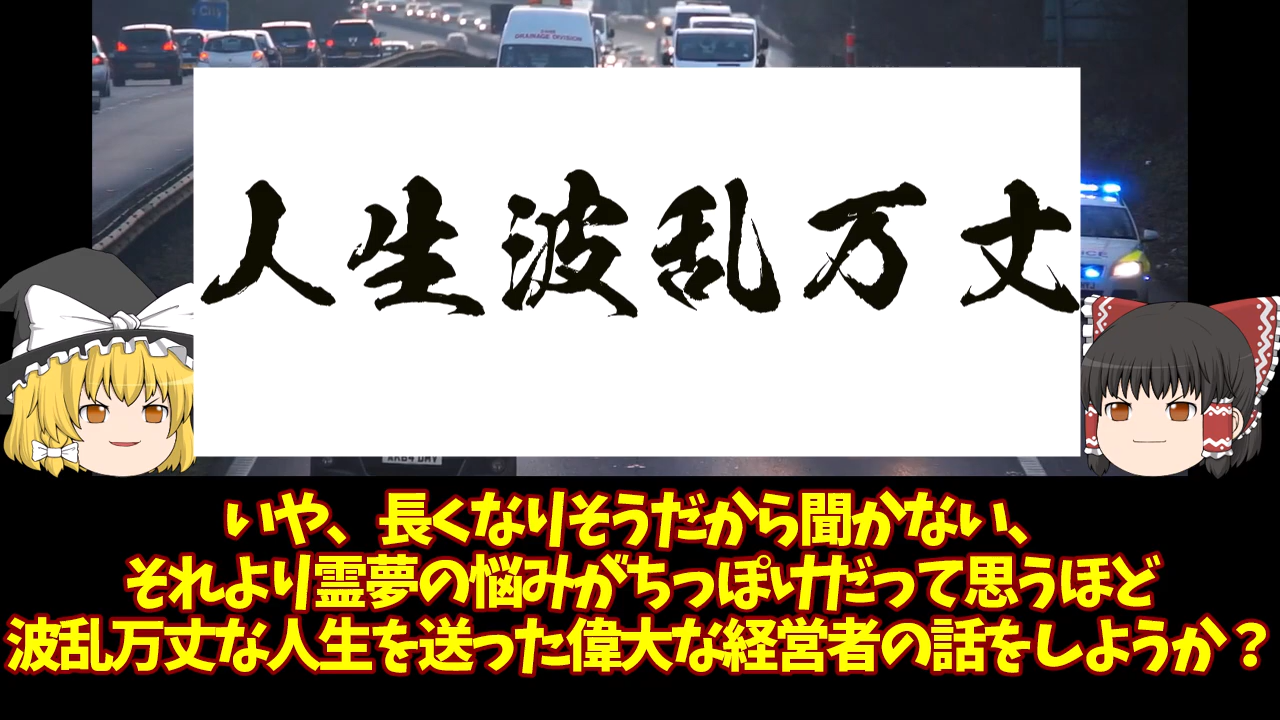 DRAINAGE DIVISION
人生波乱万丈
いや、長くなりそうだから聞かない、
それより霊夢の悩みがちっぽけだって思うほど
波乱万丈な人生を送った偉大な経営者の話をしようか？